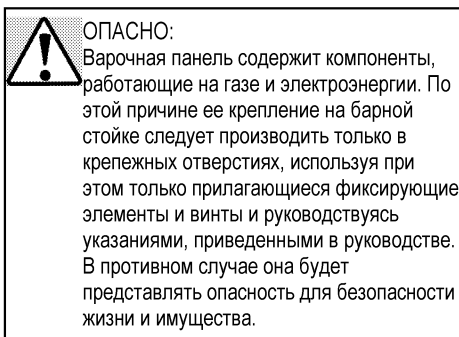 ОПАСНО:
Варочная панель содержит компоненты,
работающие на газе и электроэнергии. По
этой причине ее крепление на барной
стойке следует производить только в
крепежных отверстиях, используя при
этом только прилагающиеся фиксирующие
элементы и винты и руководствуясь
указаниями, приведенными в руководстве.
В противном случае она будет
представлять опасность для безопасности
жизни и имущества.